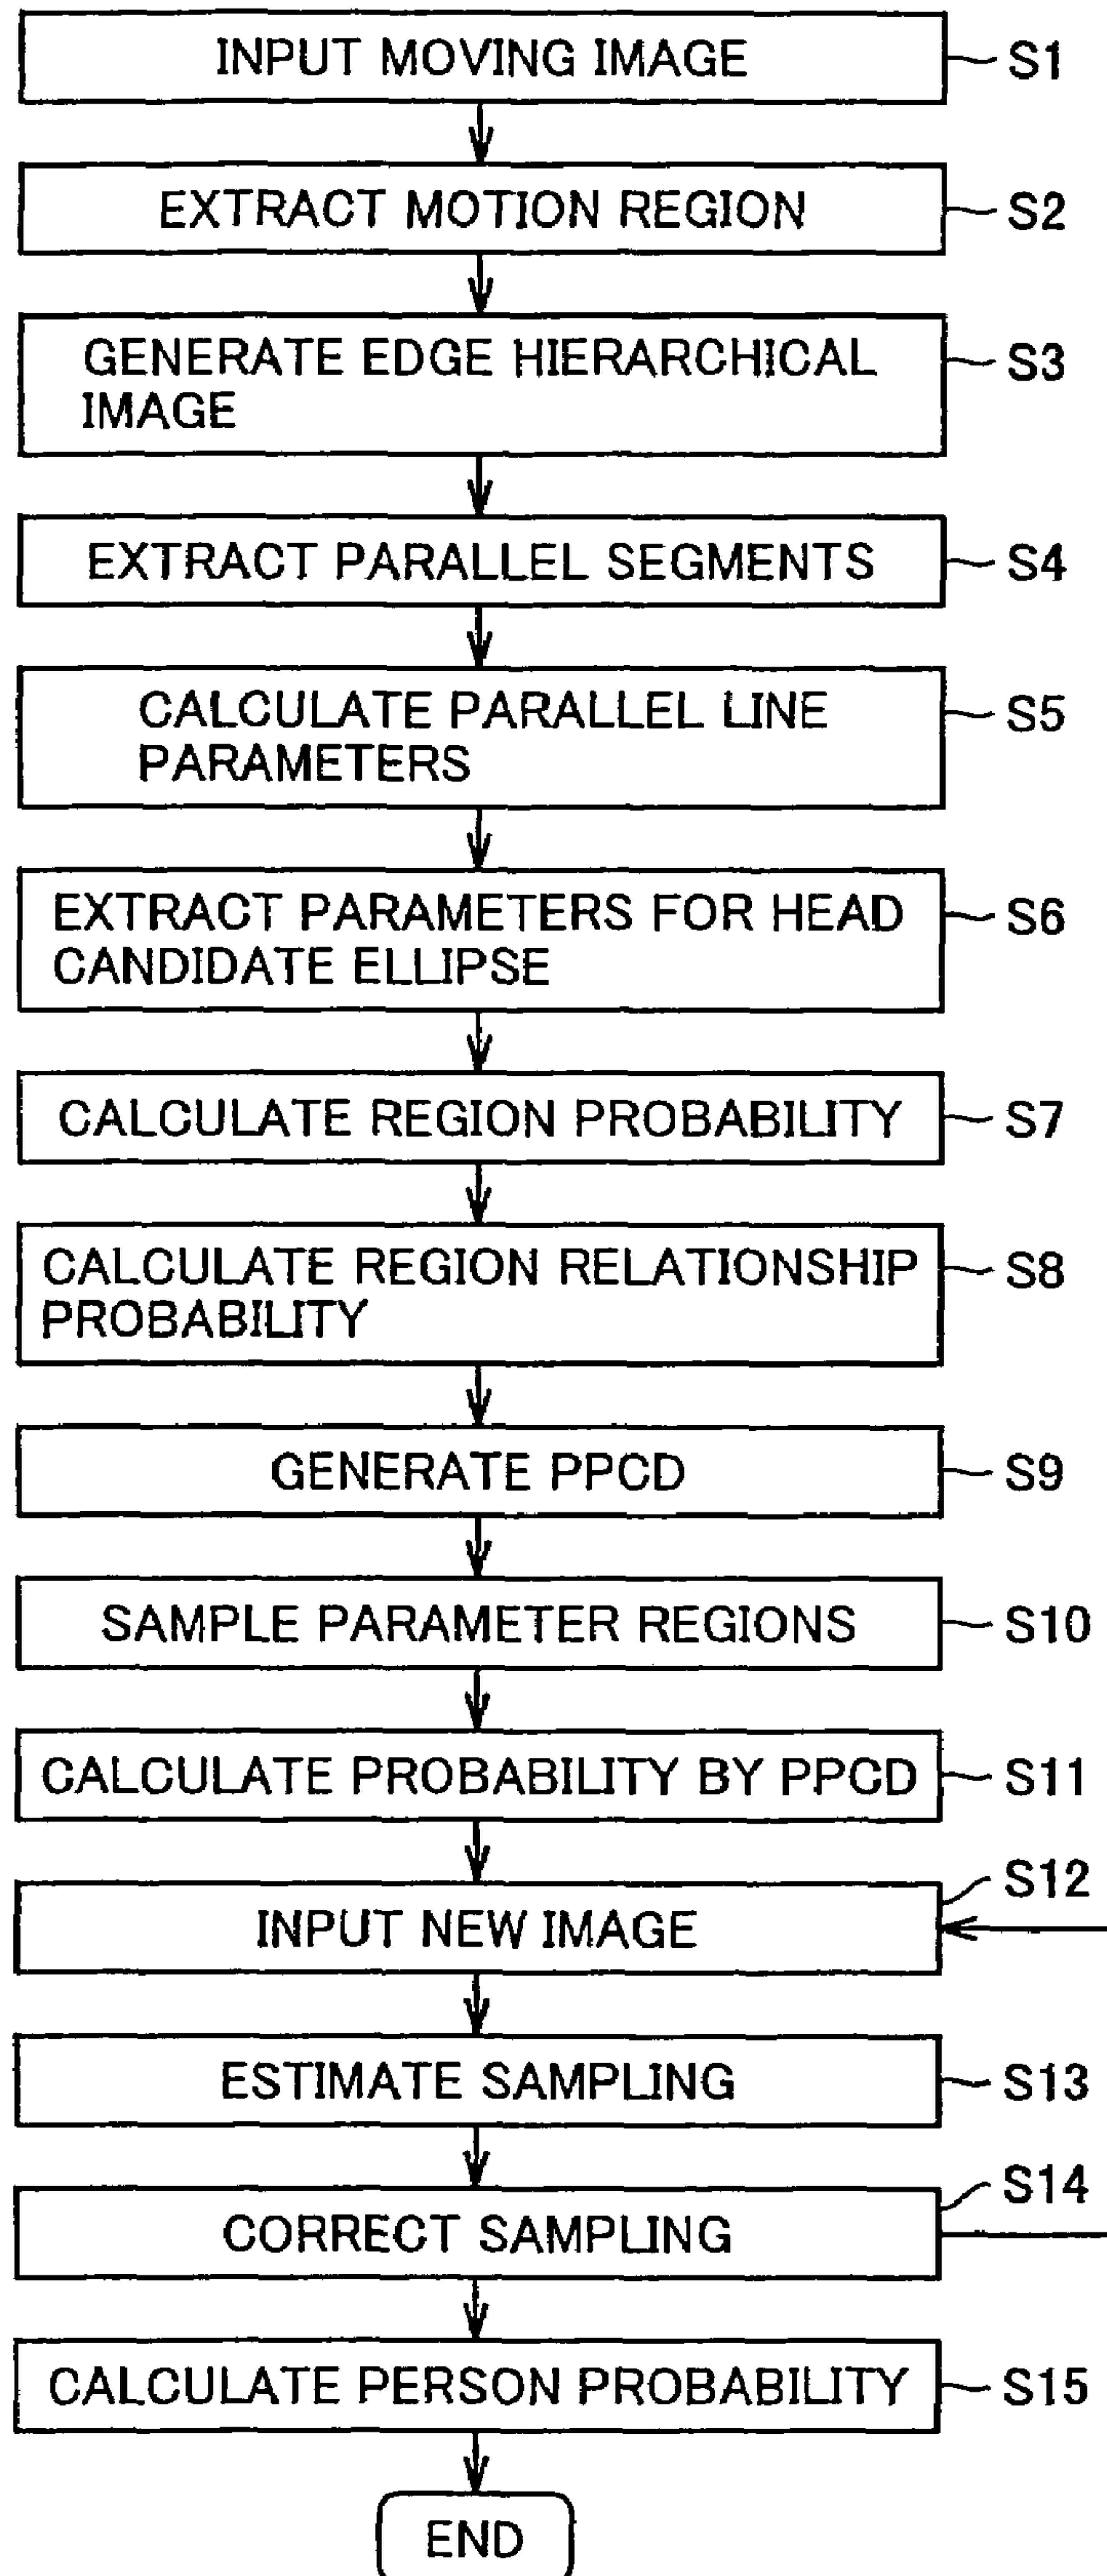 INPUT MOVING IMAGE S1
EXTRACT MOTION REGION S2
GENERATE EDGE HIERARCHICAL S3
IMAGE
EXTRACT PARALLEL SEGMENTS S4
CALCULATE PARALLEL LINE S5
PARAMETERS
EXTRACT PARAMETERS FOR HEAD S6
CANDIDATE ELLIPSE
CALCULATE REGION PROBABILITY S7
CALCULATE REGION RELATIONSHIP S8
PROBABILITY
GENERATE PPCD S9
SAMPLE PARAMETER REGIONS S10
CALCULATE PROBABILITY BY PPCD S11
INPUT NEW IMAGE S12
ESTIMATE SAMPLING S13
CORRECT SAMPLING S14
CALCULATE PERSON PROBABILITY S15
END